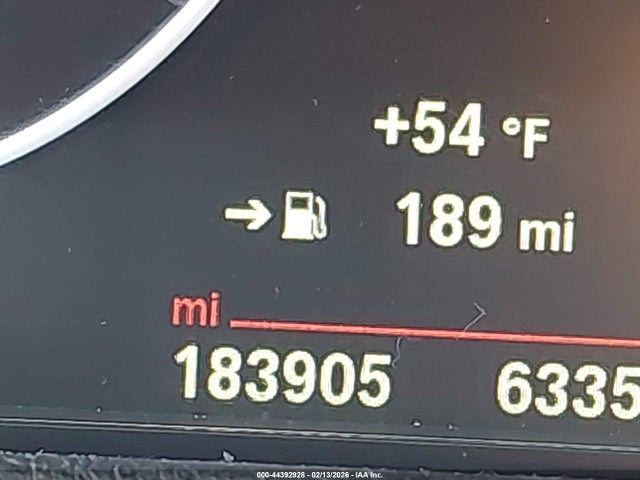 +54 °F
→ 189 mi
mi
183905 6335
000-44392928 - 02/13/2026 - IAA Inc.